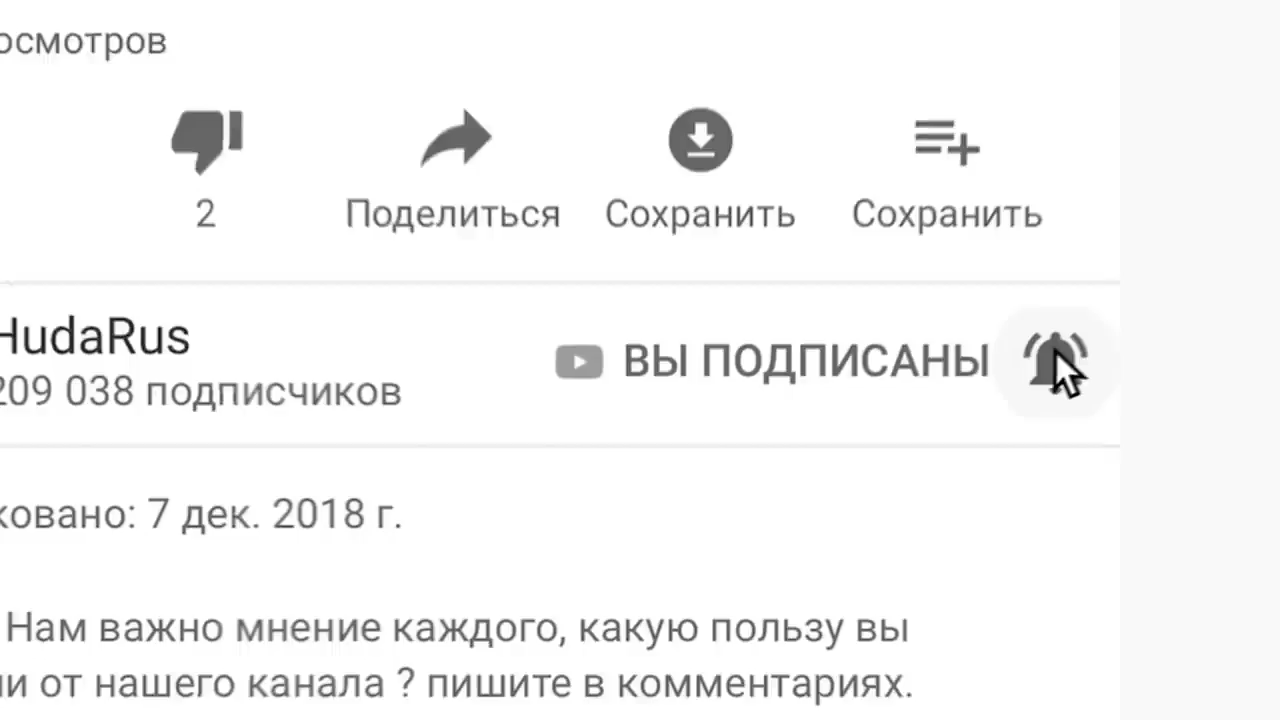 осмотров
2 Поделиться Сохранить Сохранить
HudaRus
209 038 подписчиков
ВЫ ПОДПИСАНЫ
ковано: 7 дек. 2018 г.
Нам важно мнение каждого, какую пользу вы
ли от нашего канала ? пишите в комментариях.